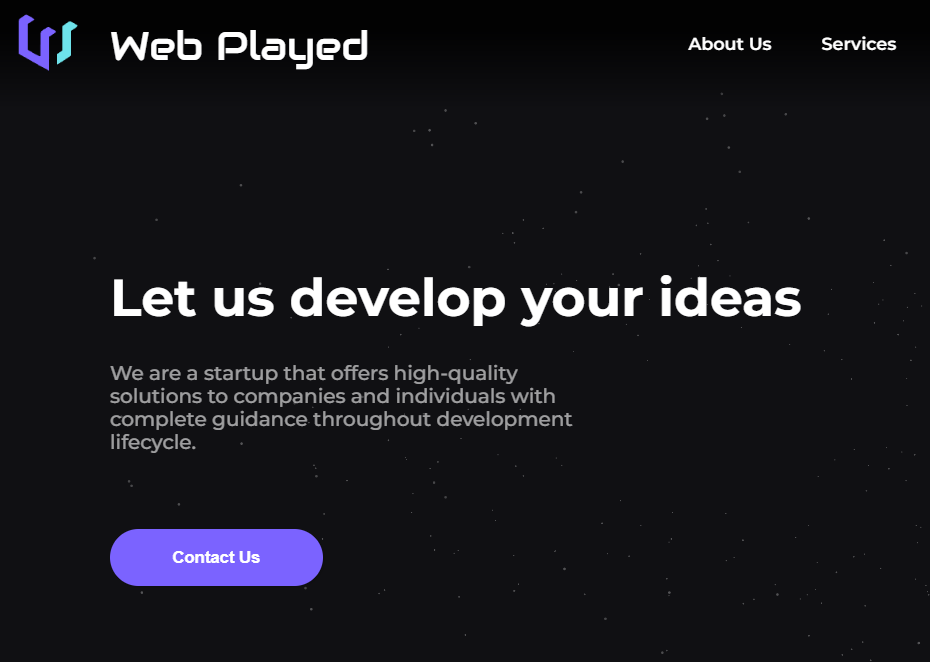 Web Played
About Us
Services
Let us develop your ideas
We are a startup that offers high-quality
solutions to companies and individuals with
complete guidance throughout development
lifecycle.
Contact Us